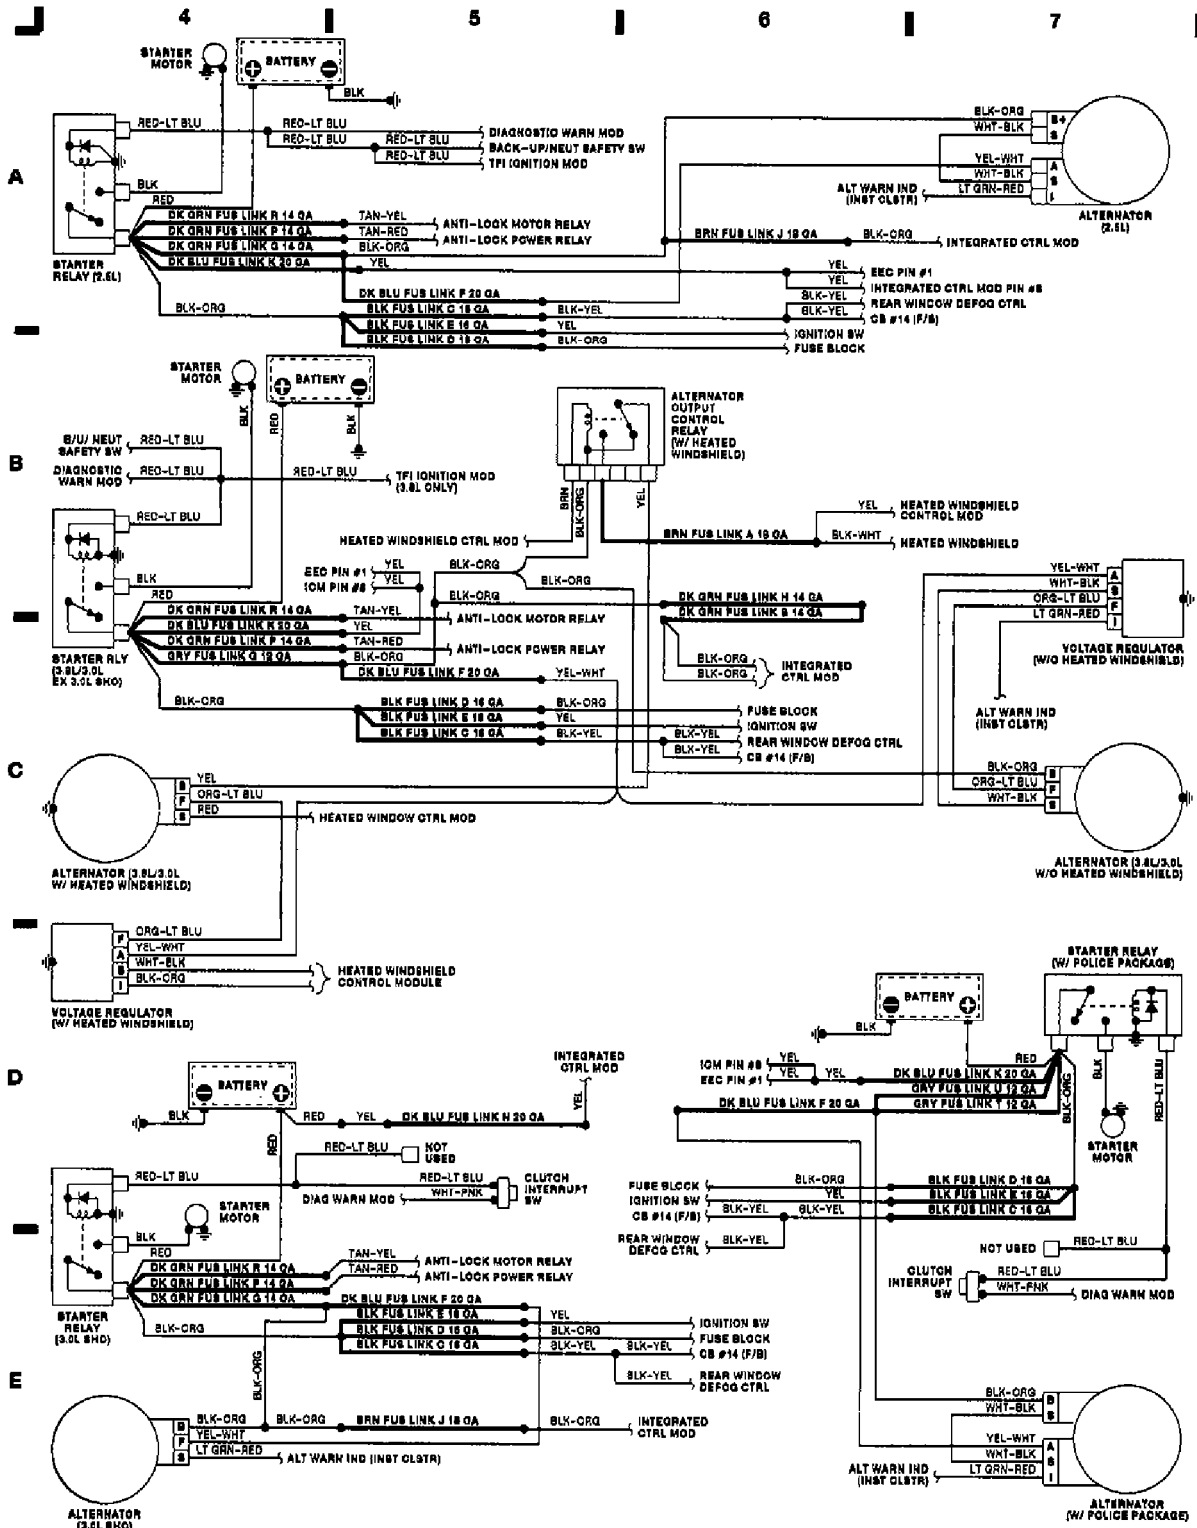 4 5 6 7
A
STARTER
MOTOR
BATTERY
BLK
RED-LT BLU
RED-LT BLU
RED-LT BLU
RED-LT BLU
RED-LT BLU
DIAGNOSTIC WARN MOD
BACK-UP/NEUT SAFETY SW
TFI IGNITION MOD
BLK
RED
DK GRN FUS LINK R 14 GA
DK GRN FUS LINK P 14 GA
DK GRN FUS LINK G 14 GA
DK BLU FUS LINK K 20 GA
TAN-YEL
TAN-RED
BLK-ORG
YEL
ANTI-LOCK MOTOR RELAY
ANTI-LOCK POWER RELAY
STARTER
RELAY (2.5L)
BLK-ORG
DK BLU FUS LINK F 20 GA
BLK FUS LINK C 16 GA
BLK FUS LINK E 16 GA
BLK FUS LINK D 16 GA
BLK-YEL
YEL
BLK-ORG
BLK-ORG
WHT-BLK
YEL-WHT
WHT-BLK
LT GRN-RED
B+
S
A
S
I
ALT WARN IND
(INST CLSTR)
ALTERNATOR
(2.5L)
BRN FUS LINK J 18 GA
BLK-ORG
INTEGRATED CTRL MOD
YEL
YEL
BLK-YEL
BLK-YEL
EEC PIN #1
INTEGRATED CTRL MOD PIN #8
REAR WINDOW DEFOG CTRL
CB #14 (F/B)
IGNITION SW
FUSE BLOCK
B
STARTER
MOTOR
BATTERY
BLK
RED
BLK
B/U/ NEUT
SAFETY SW
RED-LT BLU
DIAGNOSTIC
WARN MOD
RED-LT BLU
RED-LT BLU
TFI IGNITION MOD
(3.8L ONLY)
RED-LT BLU
ALTERNATOR
OUTPUT
CONTROL
RELAY
(W/ HEATED
WINDSHIELD)
BRN
BLK-ORG
YEL
HEATED WINDSHIELD CTRL MOD
BRN FUS LINK A 18 GA
YEL
BLK-WHT
HEATED WINDSHIELD
CONTROL MOD
HEATED WINDSHIELD
EEC PIN #1
YEL
ICM PIN #8
YEL
BLK-ORG
BLK-ORG
BLK-ORG
BLK
RED
DK GRN FUS LINK R 14 GA
DK BLU FUS LINK K 20 GA
DK GRN FUS LINK P 14 GA
GRY FUS LINK G 12 GA
TAN-YEL
YEL
TAN-RED
BLK-ORG
ANTI-LOCK MOTOR RELAY
ANTI-LOCK POWER RELAY
DK GRN FUS LINK H 14 GA
DK GRN FUS LINK B 14 GA
BLK-ORG
BLK-ORG
INTEGRATED
CTRL MOD
STARTER RLY
(3.8L/3.0L
EX 3.0L SHO)
DK BLU FUS LINK F 20 GA
YEL-WHT
BLK-ORG
BLK FUS LINK D 16 GA
BLK FUS LINK E 16 GA
BLK FUS LINK C 16 GA
BLK-ORG
YEL
BLK-YEL
BLK-YEL
BLK-YEL
FUSE BLOCK
IGNITION SW
REAR WINDOW DEFOG CTRL
CB #14 (F/B)
YEL-WHT
WHT-BLK
ORG-LT BLU
LT GRN-RED
A
S
F
I
VOLTAGE REGULATOR
(W/O HEATED WINDSHIELD)
ALT WARN IND
(INST CLSTR)
C
YEL
ORG-LT BLU
RED
B
F
S
HEATED WINDOW CTRL MOD
ALTERNATOR (3.8L/3.0L
W/ HEATED WINDSHIELD)
BLK-ORG
ORG-LT BLU
WHT-BLK
B
F
S
ALTERNATOR (3.8L/3.0L
W/O HEATED WINDSHIELD)
ORG-LT BLU
YEL-WHT
WHT-BLK
BLK-ORG
F
A
S
I
HEATED WINDSHIELD
CONTROL MODULE
VOLTAGE REGULATOR
(W/ HEATED WINDSHIELD)
D
BATTERY
BLK
RED
YEL
DK BLU FUS LINK N 20 GA
INTEGRATED
CTRL MOD
YEL
RED
RED-LT BLU
NOT
USED
RED-LT BLU
RED-LT BLU
DIAG WARN MOD
WHT-PNK
CLUTCH
INTERRUPT
SW
STARTER
MOTOR
BLK
RED
DK GRN FUS LINK R 14 GA
DK GRN FUS LINK P 14 GA
DK GRN FUS LINK G 14 GA
TAN-YEL
TAN-RED
ANTI-LOCK MOTOR RELAY
ANTI-LOCK POWER RELAY
STARTER
RELAY
(3.0L SHO)
DK BLU FUS LINK F 20 GA
BLK FUS LINK E 16 GA
BLK FUS LINK D 16 GA
BLK FUS LINK C 16 GA
BLK-ORG
YEL
BLK-ORG
BLK-YEL
BLK-YEL
BLK-YEL
IGNITION SW
FUSE BLOCK
CB #14 (F/B)
REAR WINDOW
DEFOG CTRL
STARTER RELAY
(W/ POLICE PACKAGE)
BATTERY
BLK
RED
ICM PIN #8
YEL
EEC PIN #1
YEL
YEL
DK BLU FUS LINK K 20 GA
GRY FUS LINK U 12 GA
GRY FUS LINK T 12 GA
DK BLU FUS LINK F 20 GA
BLK-ORG
BLK
RED-LT BLU
STARTER
MOTOR
FUSE BLOCK
IGNITION SW
CB #14 (F/B)
REAR WINDOW
DEFOG CTRL
BLK-ORG
YEL
BLK-YEL
BLK-YEL
BLK-YEL
BLK FUS LINK D 16 GA
BLK FUS LINK E 16 GA
BLK FUS LINK C 16 GA
NOT USED
RED-LT BLU
CLUTCH
INTERRUPT
SW
RED-LT BLU
WHT-PNK
DIAG WARN MOD
E
BLK-ORG
BLK-ORG
YEL-WHT
LT GRN-RED
B
F
S
BLK-ORG
BRN FUS LINK J 18 GA
BLK-ORG
INTEGRATED
CTRL MOD
ALT WARN IND (INST CLSTR)
ALTERNATOR
(3.0L SHO)
BLK-ORG
WHT-BLK
YEL-WHT
WHT-BLK
LT GRN-RED
B
S
A
S
I
ALT WARN IND
(INST CLSTR)
ALTERNATOR
(W/ POLICE PACKAGE)